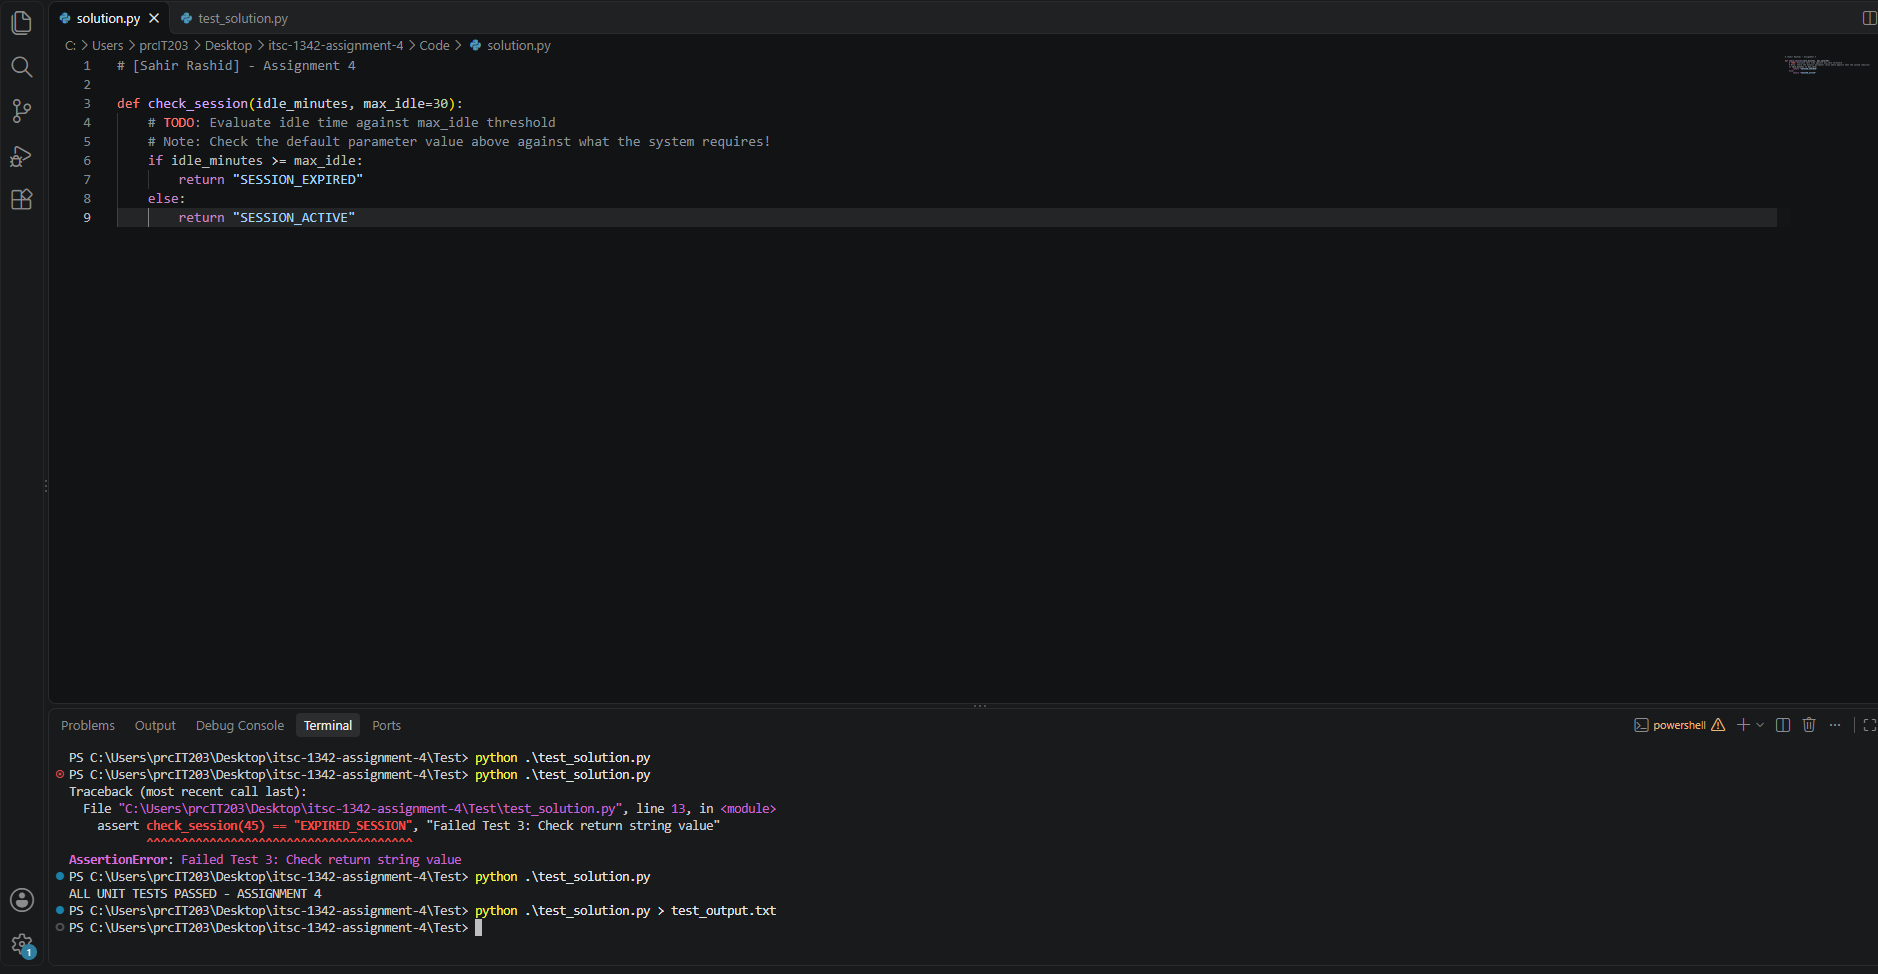 solution.py
test_solution.py
C: > Users > prcIT203 > Desktop > itsc-1342-assignment-4 > Code > solution.py
1 # [Sahir Rashid] - Assignment 4
2
3 def check_session(idle_minutes, max_idle=30):
4 # TODO: Evaluate idle time against max_idle threshold
5 # Note: Check the default parameter value above against what the system requires!
6 if idle_minutes >= max_idle:
7 return "SESSION_EXPIRED"
8 else:
9 return "SESSION_ACTIVE"
Problems Output Debug Console Terminal Ports
powershell
PS C:\Users\prcIT203\Desktop\itsc-1342-assignment-4\Test> python .\test_solution.py
PS C:\Users\prcIT203\Desktop\itsc-1342-assignment-4\Test> python .\test_solution.py
Traceback (most recent call last):
File "C:\Users\prcIT203\Desktop\itsc-1342-assignment-4\Test\test_solution.py", line 13, in <module>
assert check_session(45) == "EXPIRED_SESSION", "Failed Test 3: Check return string value"
^^^^^^^^^^^^^^^^^^^^^^^^^^^^^^^^^^^^^^
AssertionError: Failed Test 3: Check return string value
PS C:\Users\prcIT203\Desktop\itsc-1342-assignment-4\Test> python .\test_solution.py
ALL UNIT TESTS PASSED - ASSIGNMENT 4
PS C:\Users\prcIT203\Desktop\itsc-1342-assignment-4\Test> python .\test_solution.py > test_output.txt
PS C:\Users\prcIT203\Desktop\itsc-1342-assignment-4\Test>
1